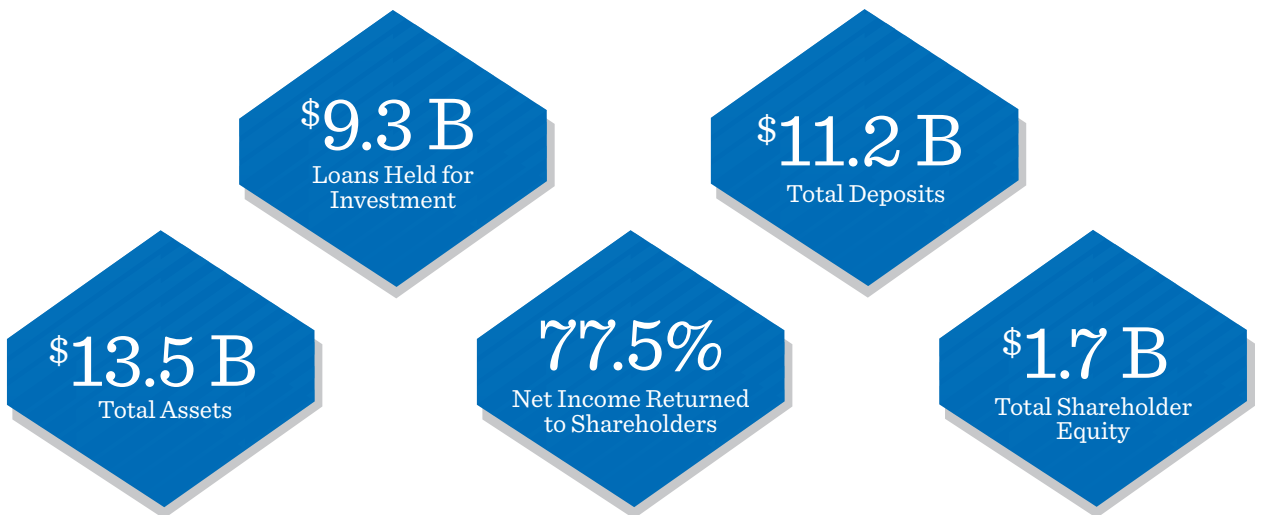 $9.3 B
Loans Held for
Investment
$11.2 B
Total Deposits
$13.5 B
Total Assets
77.5%
Net Income Returned
to Shareholders
$1.7 B
Total Shareholder
Equity